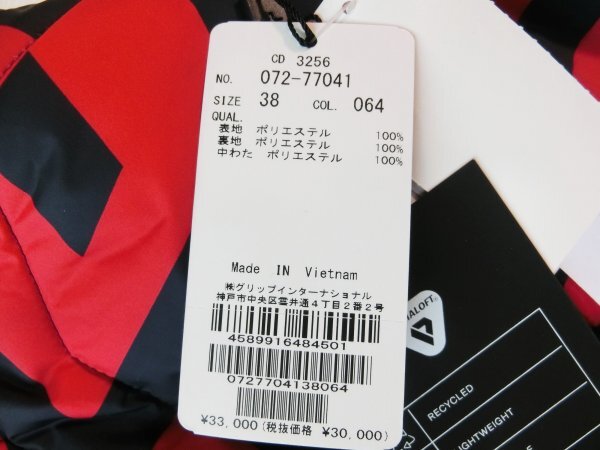 CD 3256
NO. 072-77041
SIZE 38 COL. 064
QUAL.
表地 ポリエステル 100%
裏地 ポリエステル 100%
中わた ポリエステル 100%
Made IN Vietnam
㈱グリップインターナショナル
神戸市中央区雲井通4丁目2番2号
4589916484501
0727704138064
¥33,000(税抜価格 ¥30,000)
ALOFT®
RECYCLED
LIGHTWEIGHT